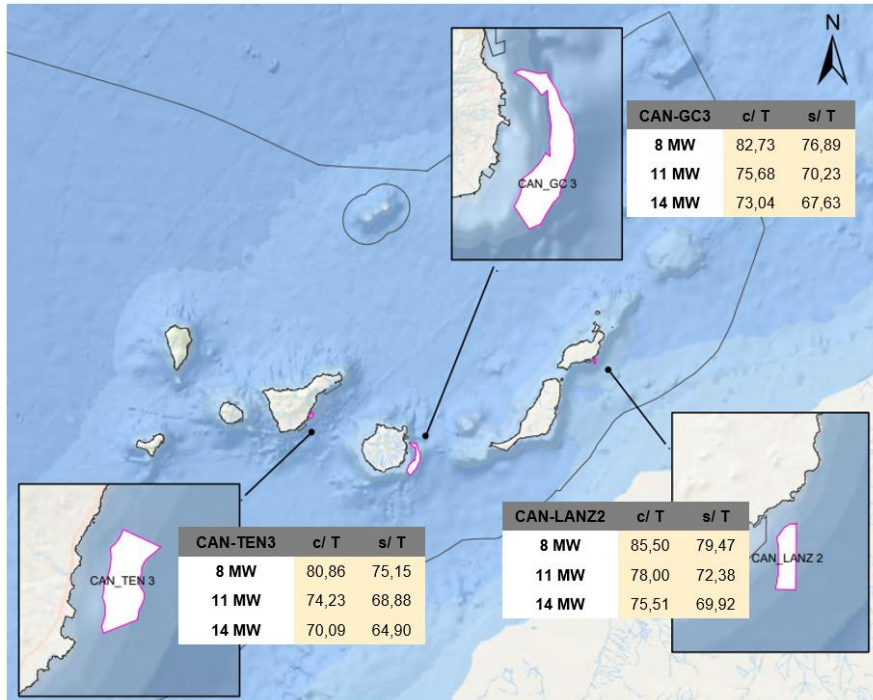 N
CAN-GC3 c/ T s/ T
8 MW 82,73 76,89
11 MW 75,68 70,23
14 MW 73,04 67,63
CAN_GC 3
CAN-TEN3 c/ T s/ T
8 MW 80,86 75,15
11 MW 74,23 68,88
14 MW 70,09 64,90
CAN_TEN 3
CAN-LANZ2 c/ T s/ T
8 MW 85,50 79,47
11 MW 78,00 72,38
14 MW 75,51 69,92
CAN_LANZ 2